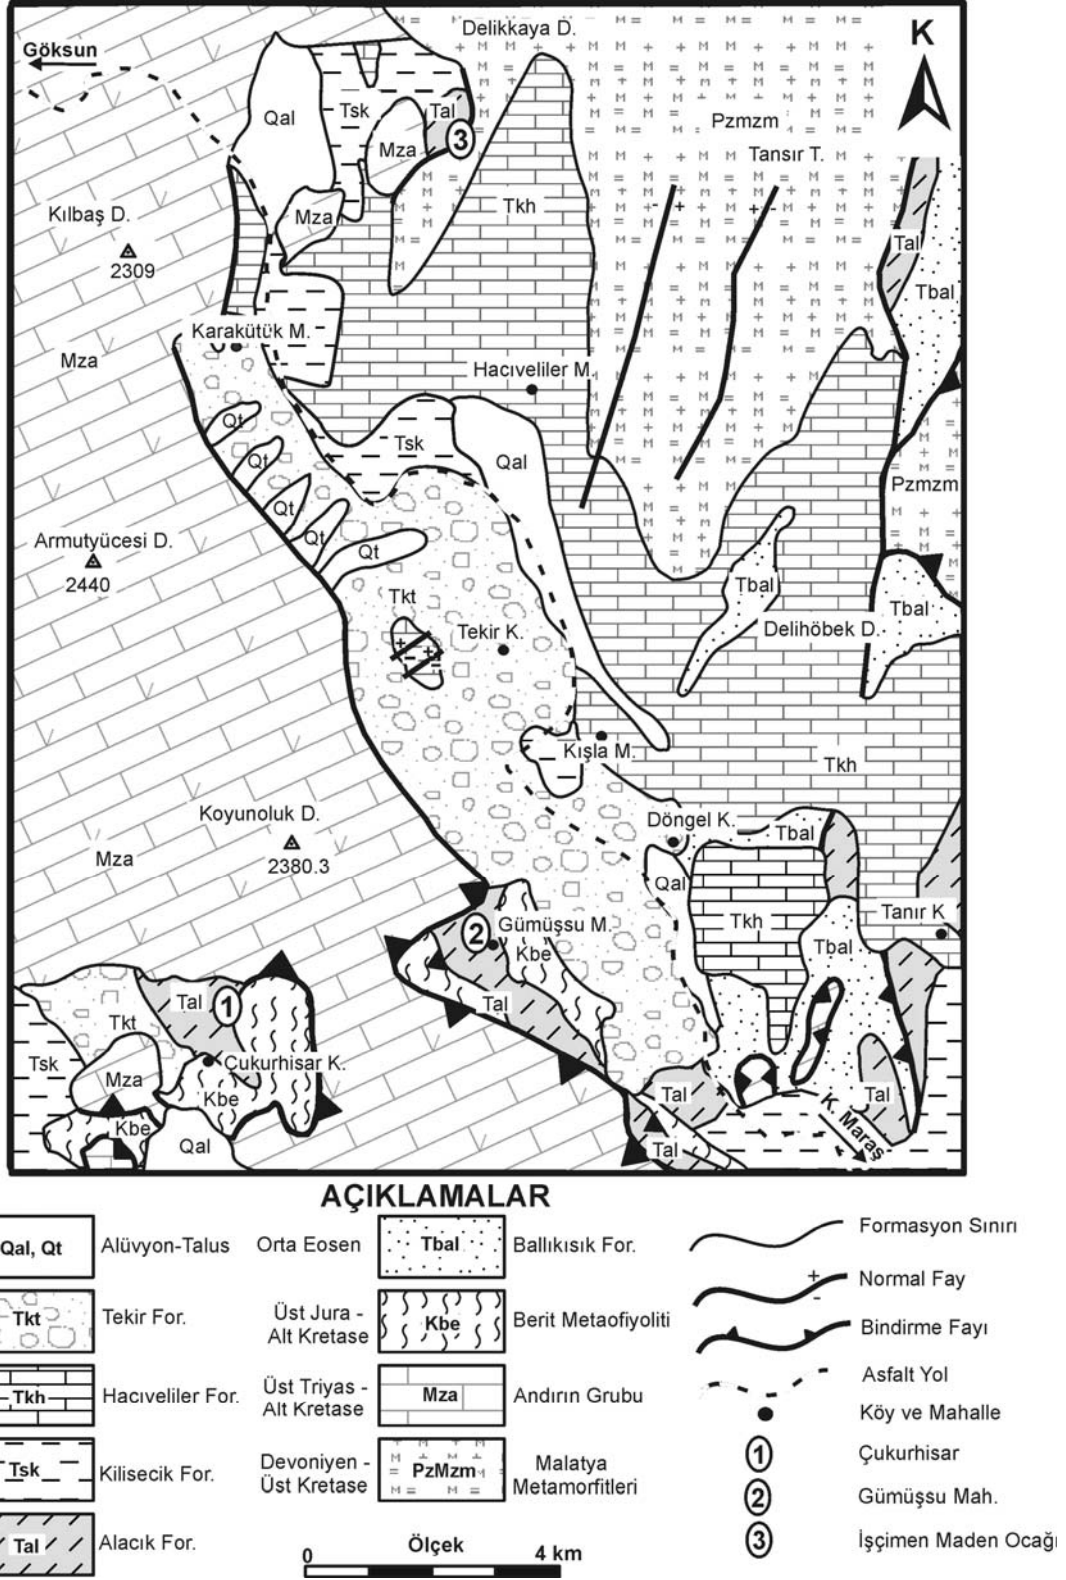 Delikkaya D.
K
Göksun
Qal
Tsk
Tal
3
Mza
Pzmzm
Tansır T.
Mza
Tkh
Kılbaş D.
2309
Tal
Tbal
Karakütük M.
Mza
Hacıveliler M.
Tbal
Qt
Tsk
Qal
Qt
Pzmzm
Qt
Qt
Qt
Armutyücesi D.
2440
Tbal
Tkt
Tbal
Tekir K.
Delihöbek D.
Kışla M.
Tkh
Koyunoluk D.
2380.3
Döngel K.
Tbal
Mza
Qal
Tkh
Tanır K
2
Gümüşsu M.
Kbe
Tbal
Tal
1
Tal
Tkt
Tsk
Çukurhisar K.
Mza
Kbe
Tal
Tal
Kbe
Qal
Tal
K. Maraş
AÇIKLAMALAR
Qal, Qt Alüvyon-Talus
Tkt Tekir For.
Tkh Hacıveliler For.
Tsk Kilisecik For.
Tal Alacık For.
Orta Eosen Tbal Ballıkısık For.
Üst Jura -
Alt Kretase Kbe Berit Metaofiyoliti
Üst Triyas -
Alt Kretase Mza Andırın Grubu
Devoniyen -
Üst Kretase PzMzm Malatya
Metamorfitleri
0 Ölçek 4 km
Formasyon Sınırı
+
-
Normal Fay
Bindirme Fayı
Asfalt Yol
Köy ve Mahalle
1 Çukurhisar
2 Gümüşsu Mah.
3 İşçimen Maden Ocağı